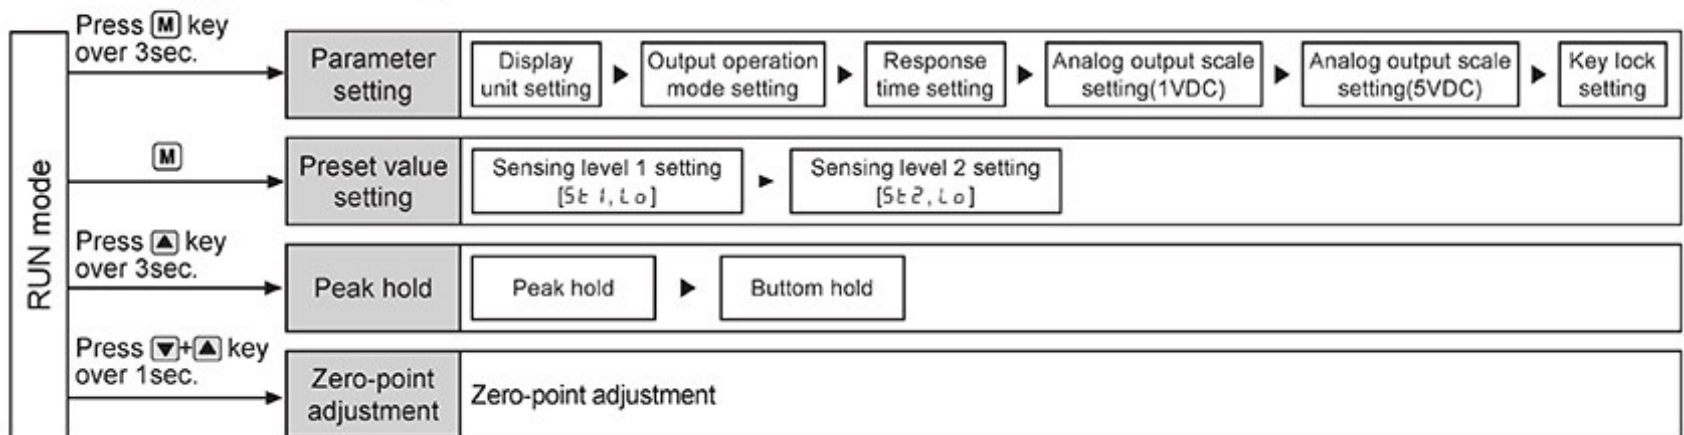 Press M key
over 3sec.
Parameter
setting
Display
unit setting
Output operation
mode setting
Response
time setting
Analog output scale
setting(1VDC)
Analog output scale
setting(5VDC)
Key lock
setting
RUN mode
M
Preset value
setting
Sensing level 1 setting
[St1, Lo]
Sensing level 2 setting
[St2, Lo]
Press ▲ key
over 3sec.
Peak hold
Peak hold
Buttom hold
Press ▼+▲ key
over 1sec.
Zero-point
adjustment
Zero-point adjustment